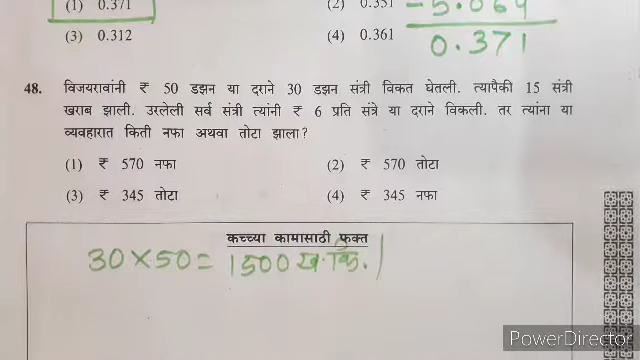 (1) 0.371 (2) 0.351 - 5.064
(3) 0.312 (4) 0.361 0.371
48. विजयरावांनी ₹ 50 डझन या दराने 30 डझन संत्री विकत घेतली. त्यापैकी 15 संत्री
खराब झाली. उरलेली सर्व संत्री त्यांनी ₹ 6 प्रति संत्रे या दराने विकली. तर त्यांना या
व्यवहारात किती नफा अथवा तोटा झाला?
(1) ₹ 570 नफा (2) ₹ 570 तोटा
(3) ₹ 345 तोटा (4) ₹ 345 नफा
कच्च्या कामासाठी फक्त
30×50= 1500 ख. किं.
PowerDirector